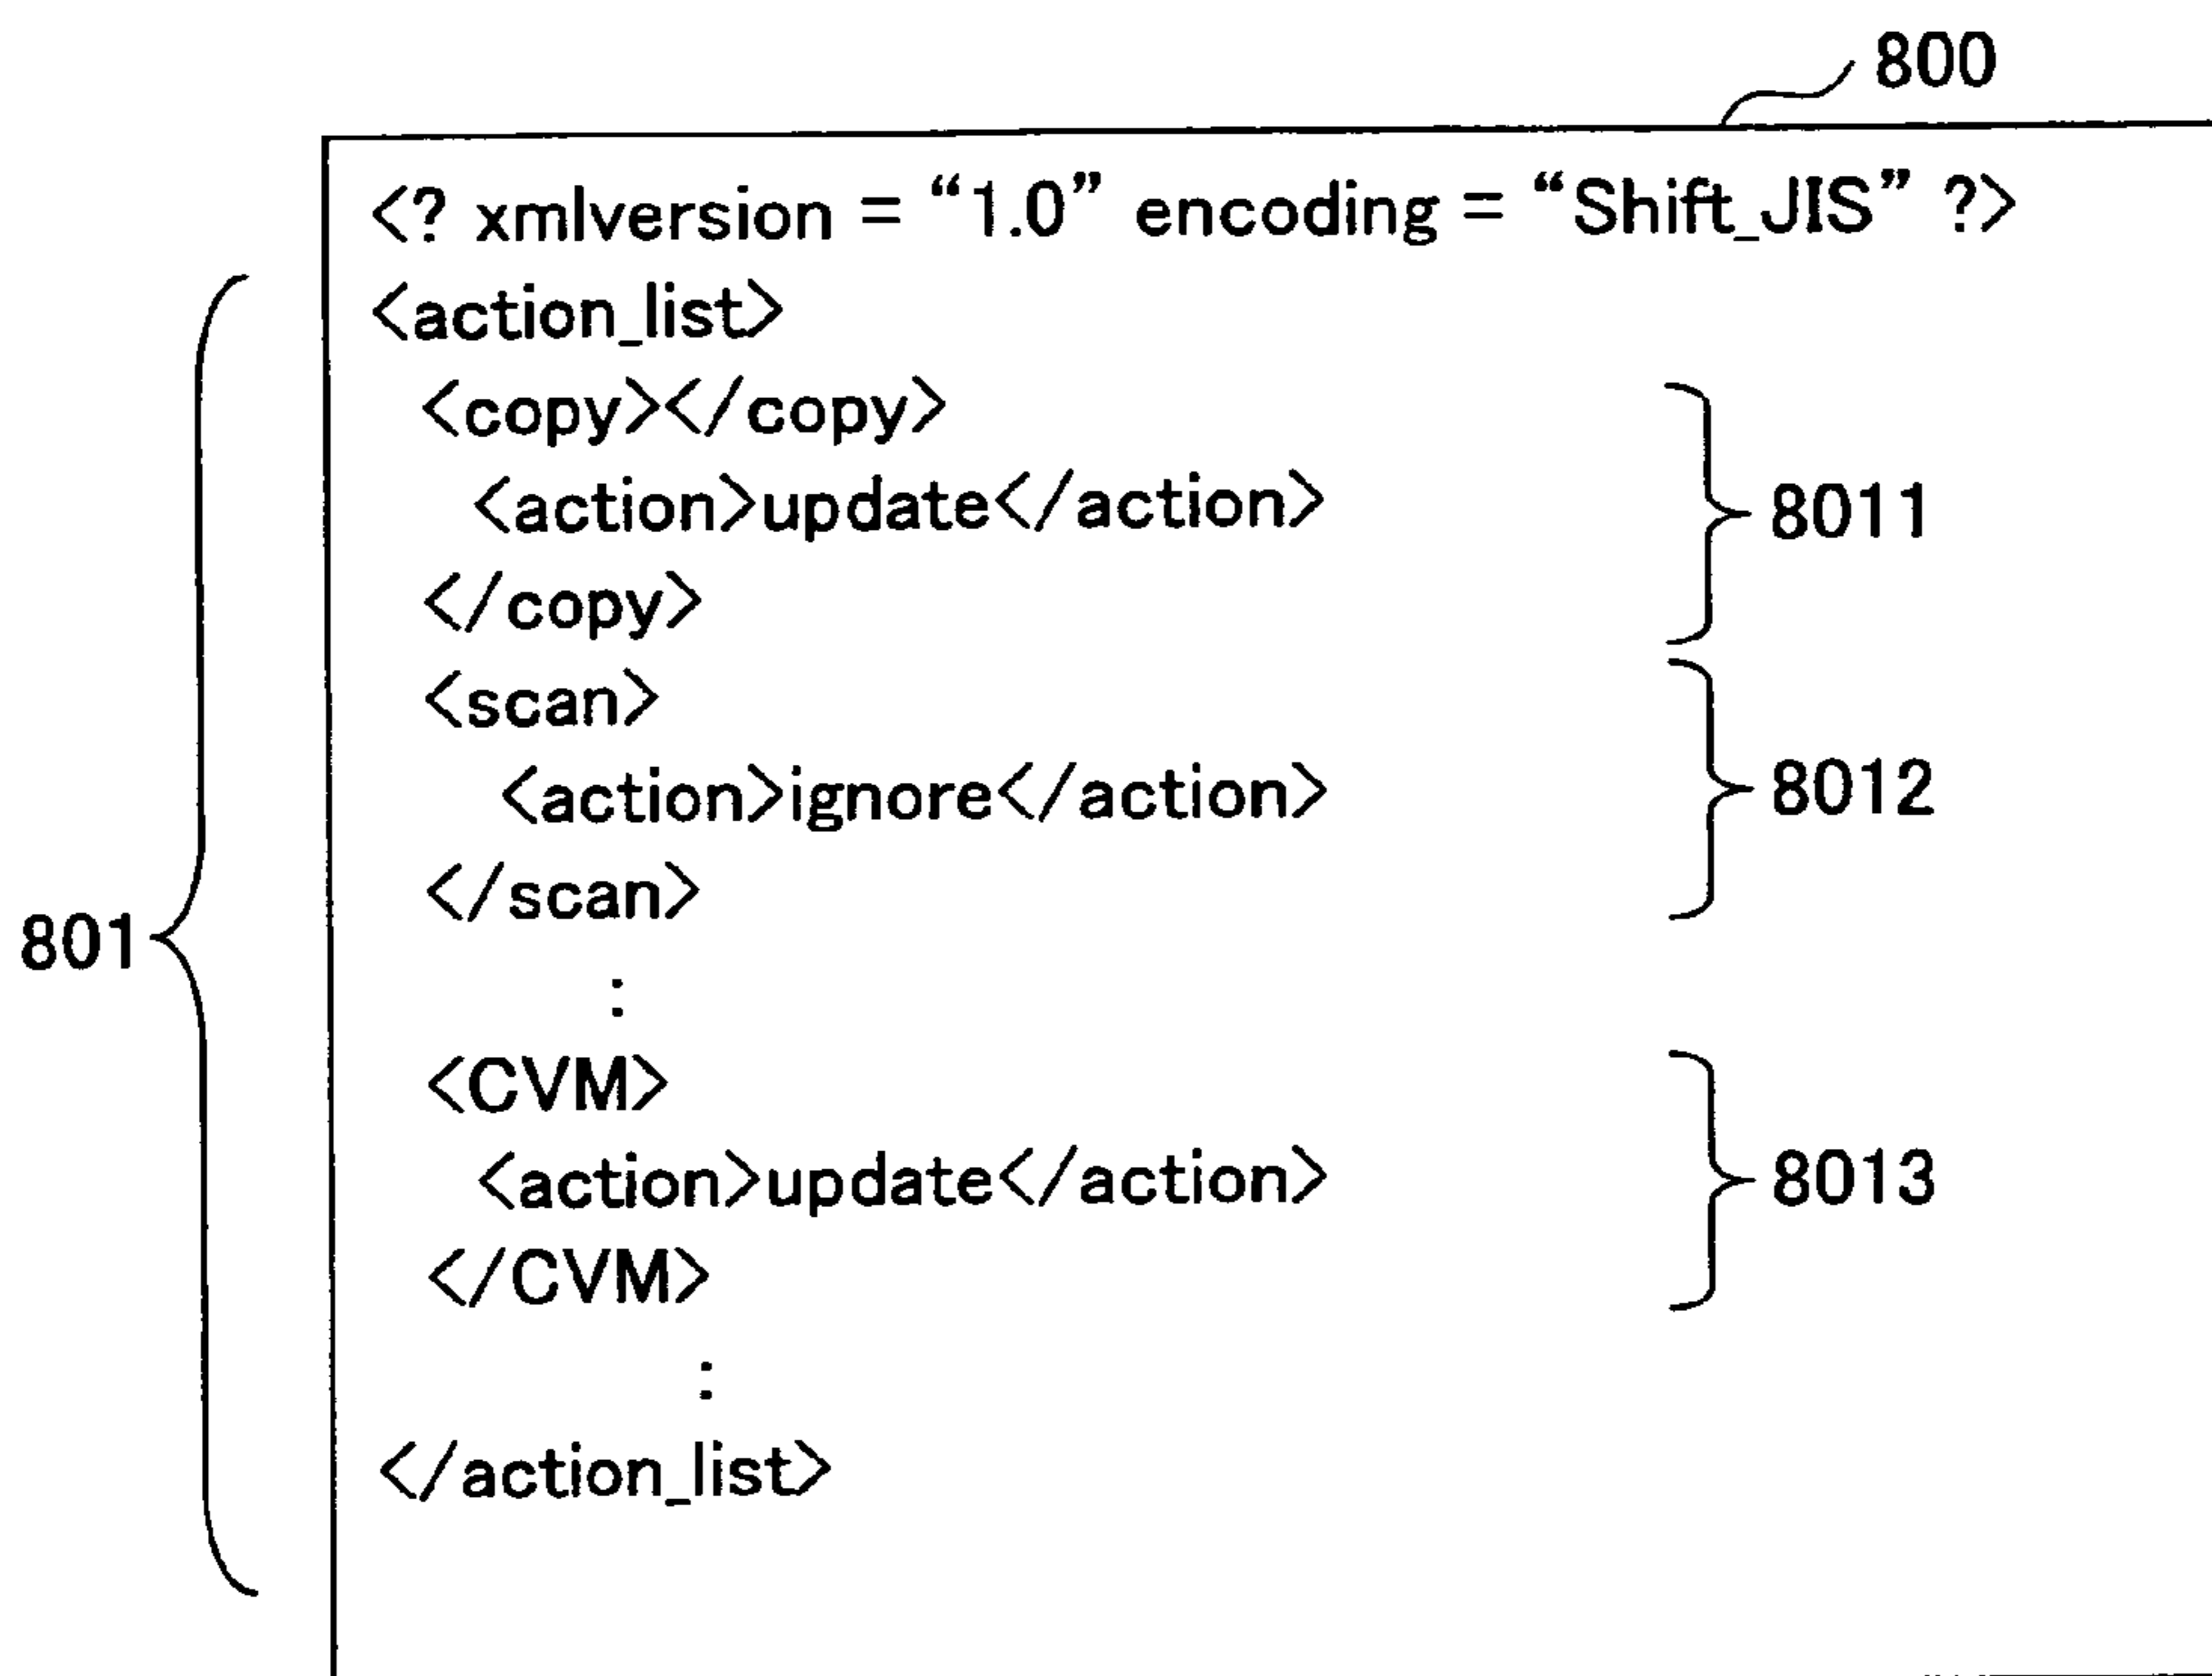 800
<? xmlversion = “1.0” encoding = “Shift_JIS” ?>
<action_list>
<copy></copy>
<action>update</action>
8011
</copy>
<scan>
<action>ignore</action>
8012
</scan>
801
:
<CVM>
<action>update</action>
8013
</CVM>
:
</action_list>